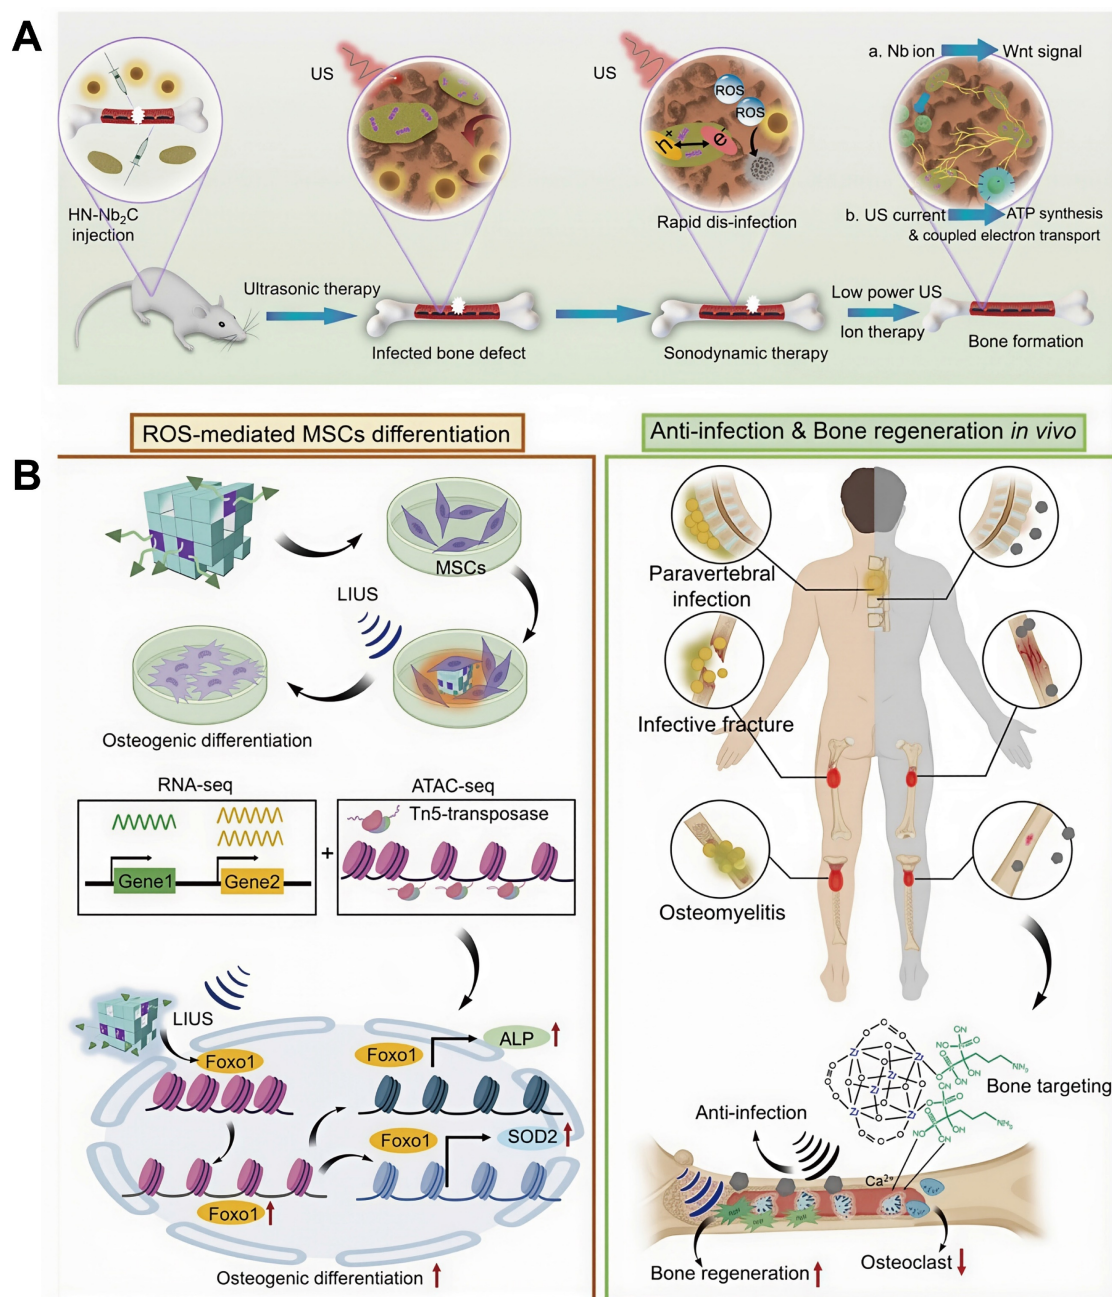 A
HN-Nb₂C
injection
US
US
ROS
ROS
h⁺
e⁻
Rapid dis-infection
a. Nb ion
Wnt signal
b. US current
ATP synthesis
& coupled electron transport
Ultrasonic therapy
Infected bone defect
Sonodynamic therapy
Low power US
Ion therapy
Bone formation
B
ROS-mediated MSCs differentiation
MSCs
LIUS
Osteogenic differentiation
RNA-seq
Gene1
Gene2
+
ATAC-seq
Tn5-transposase
LIUS
Foxo1
Foxo1
ALP
Foxo1
SOD2
Foxo1
Osteogenic differentiation
Anti-infection & Bone regeneration in vivo
Paravertebral
infection
Infective fracture
Osteomyelitis
Bone targeting
Anti-infection
Ca²⁺
Bone regeneration
Osteoclast